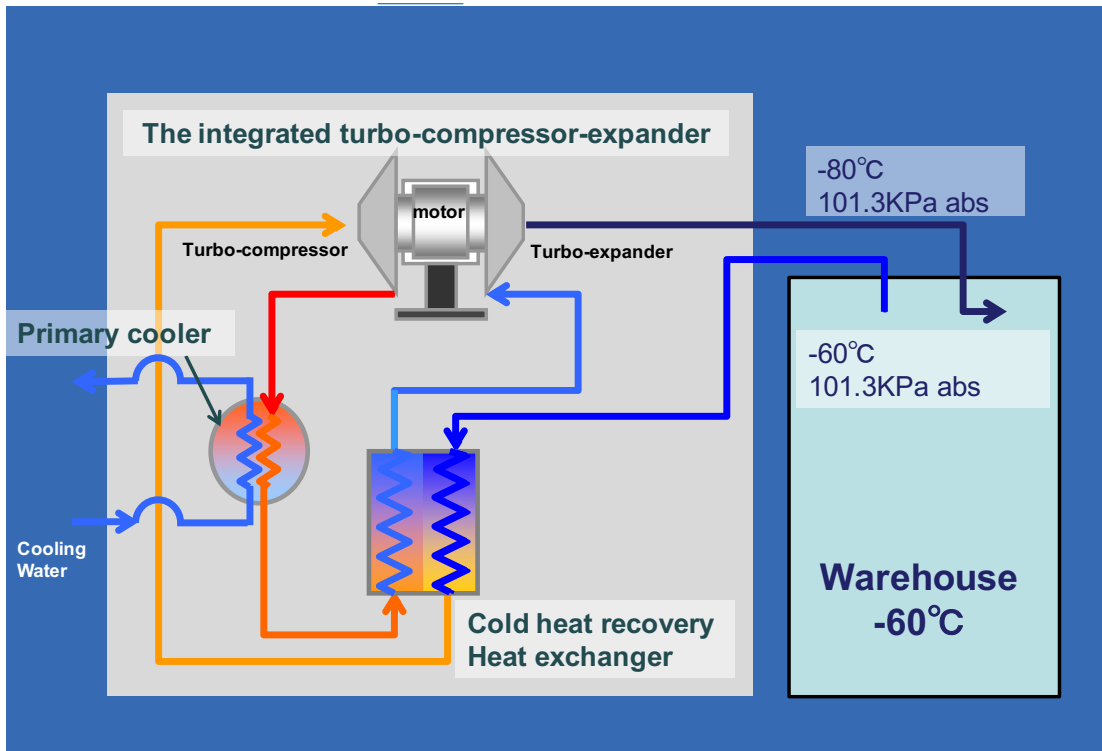 The integrated turbo-compressor-expander
-80℃
101.3KPa abs
motor
Turbo-compressor
Turbo-expander
Primary cooler
-60℃
101.3KPa abs
Cooling
Water
Warehouse
-60℃
Cold heat recovery
Heat exchanger